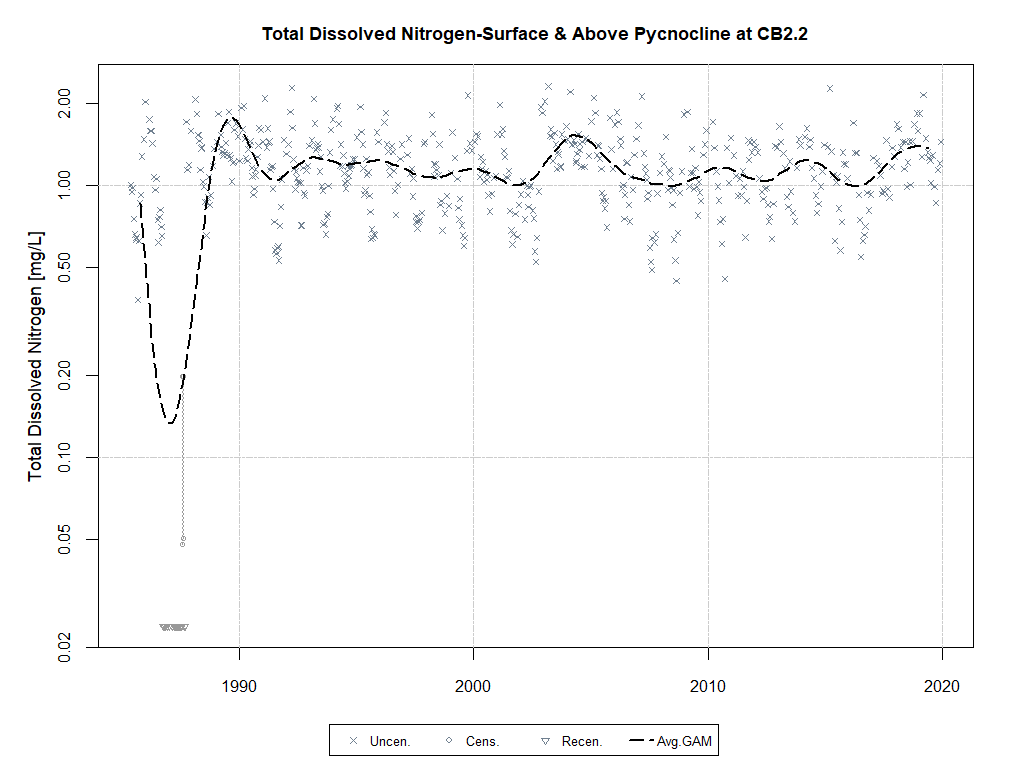 Total Dissolved Nitrogen-Surface & Above Pycnocline at CB2.2
Total Dissolved Nitrogen [mg/L]
2.00
1.00
0.50
0.20
0.10
0.05
0.02
1990 2000 2010 2020
Uncen. Cens. Recen. Avg.GAM